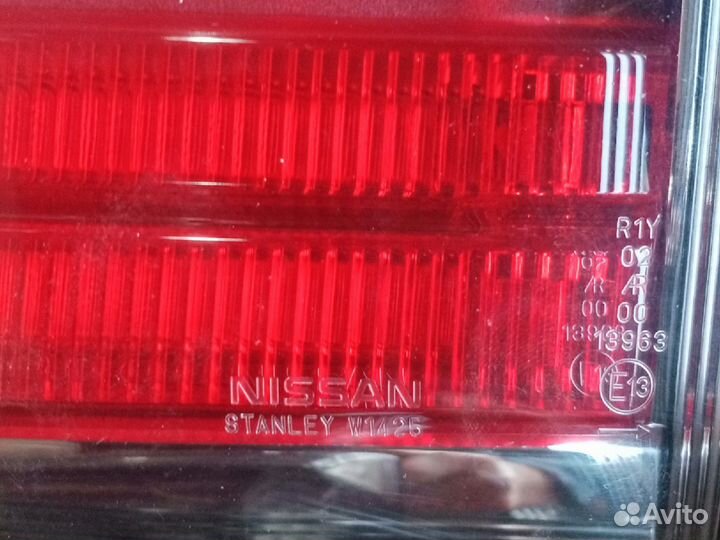 R1Y
02
AR
00
13963
E13
NISSAN
STANLEY W1425
Avito